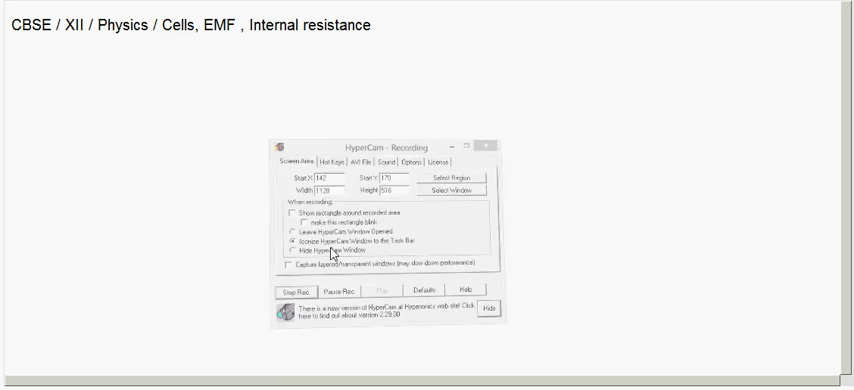 CBSE / XII / Physics / Cells, EMF , Internal resistance
HyperCam - Recording
Screen Area Hot Keys AVI File Sound Options License
Start X 142 Start Y 170 Select Region
Width 1128 Height 516 Select Window
When recording:
Show rectangle around recorded area
make this rectangle blink
Leave HyperCam Window Opened
Iconize HyperCam Window to the Task Bar
Hide HyperCam Window
Capture layered/transparent windows (may slow down performance)
Stop Rec. Pause Rec. Defaults Help
There is a new version of HyperCam at Hyperionics web site! Click
here to find out about version 2.29.00
Hide